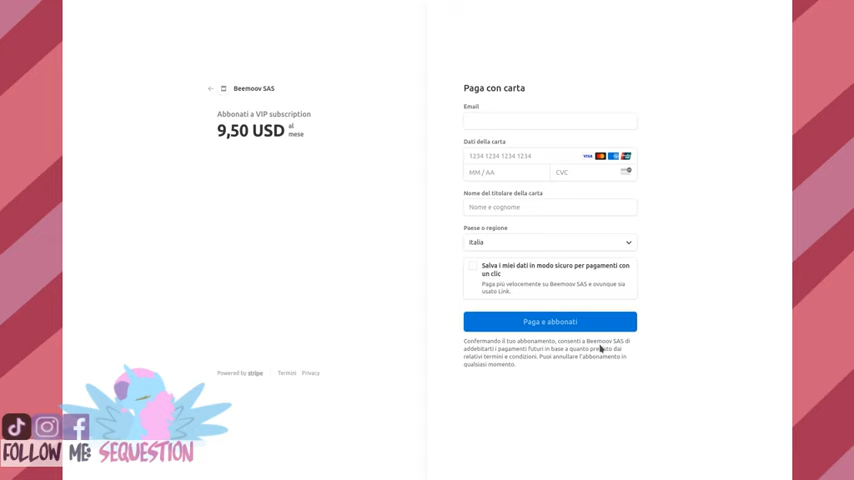 Beemoov SAS
Abbonati a VIP subscription
9,50 USD al mese
Powered by stripe
Termini Privacy
Paga con carta
Email
Dati della carta
1234 1234 1234 1234 VISA
MM / AA CVC
Nome del titolare della carta
Nome e cognome
Paese o regione
Italia
Salva i miei dati in modo sicuro per pagamenti con
un clic
Paga più velocemente su Beemoov SAS e ovunque sia
usato Link.
Paga e abbonati
Confermando il tuo abbonamento, consenti a Beemoov SAS di
addebitarti i pagamenti futuri in base a quanto previsto dai
relativi termini e condizioni. Puoi annullare l'abbonamento in
qualsiasi momento.
FOLLOW ME: SEQUESTION